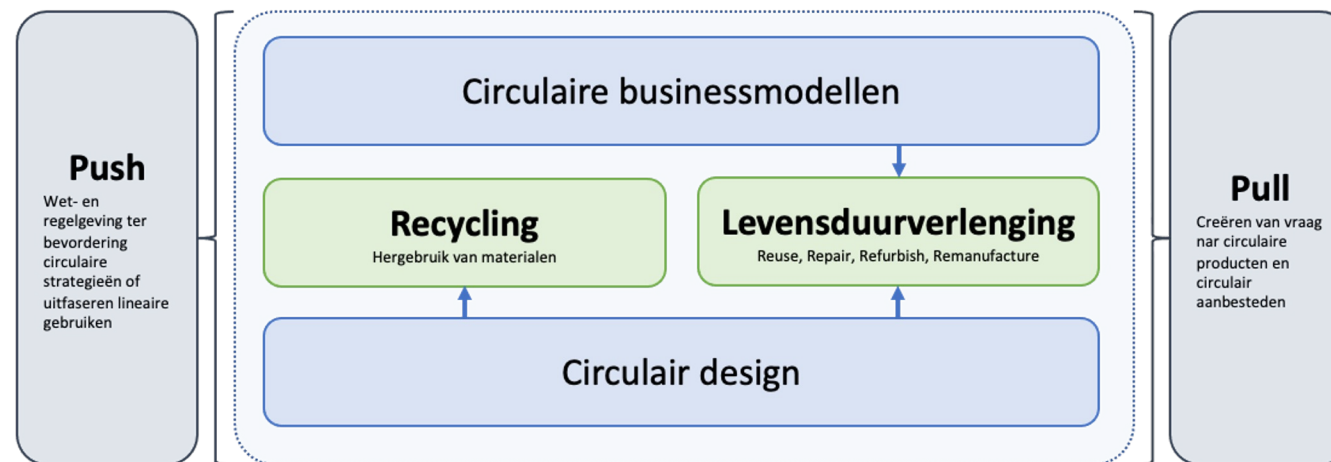 Push
Wet- en
regelgeving ter
bevordering
circulaire
strategieën of
uitfaseren lineaire
gebruiken
Circulaire businessmodellen
Recycling
Hergebruik van materialen
Levensduurverlenging
Reuse, Repair, Refurbish, Remanufacture
Circulair design
Pull
Creëren van vraag
nar circulaire
producten en
circulair
aanbesteden